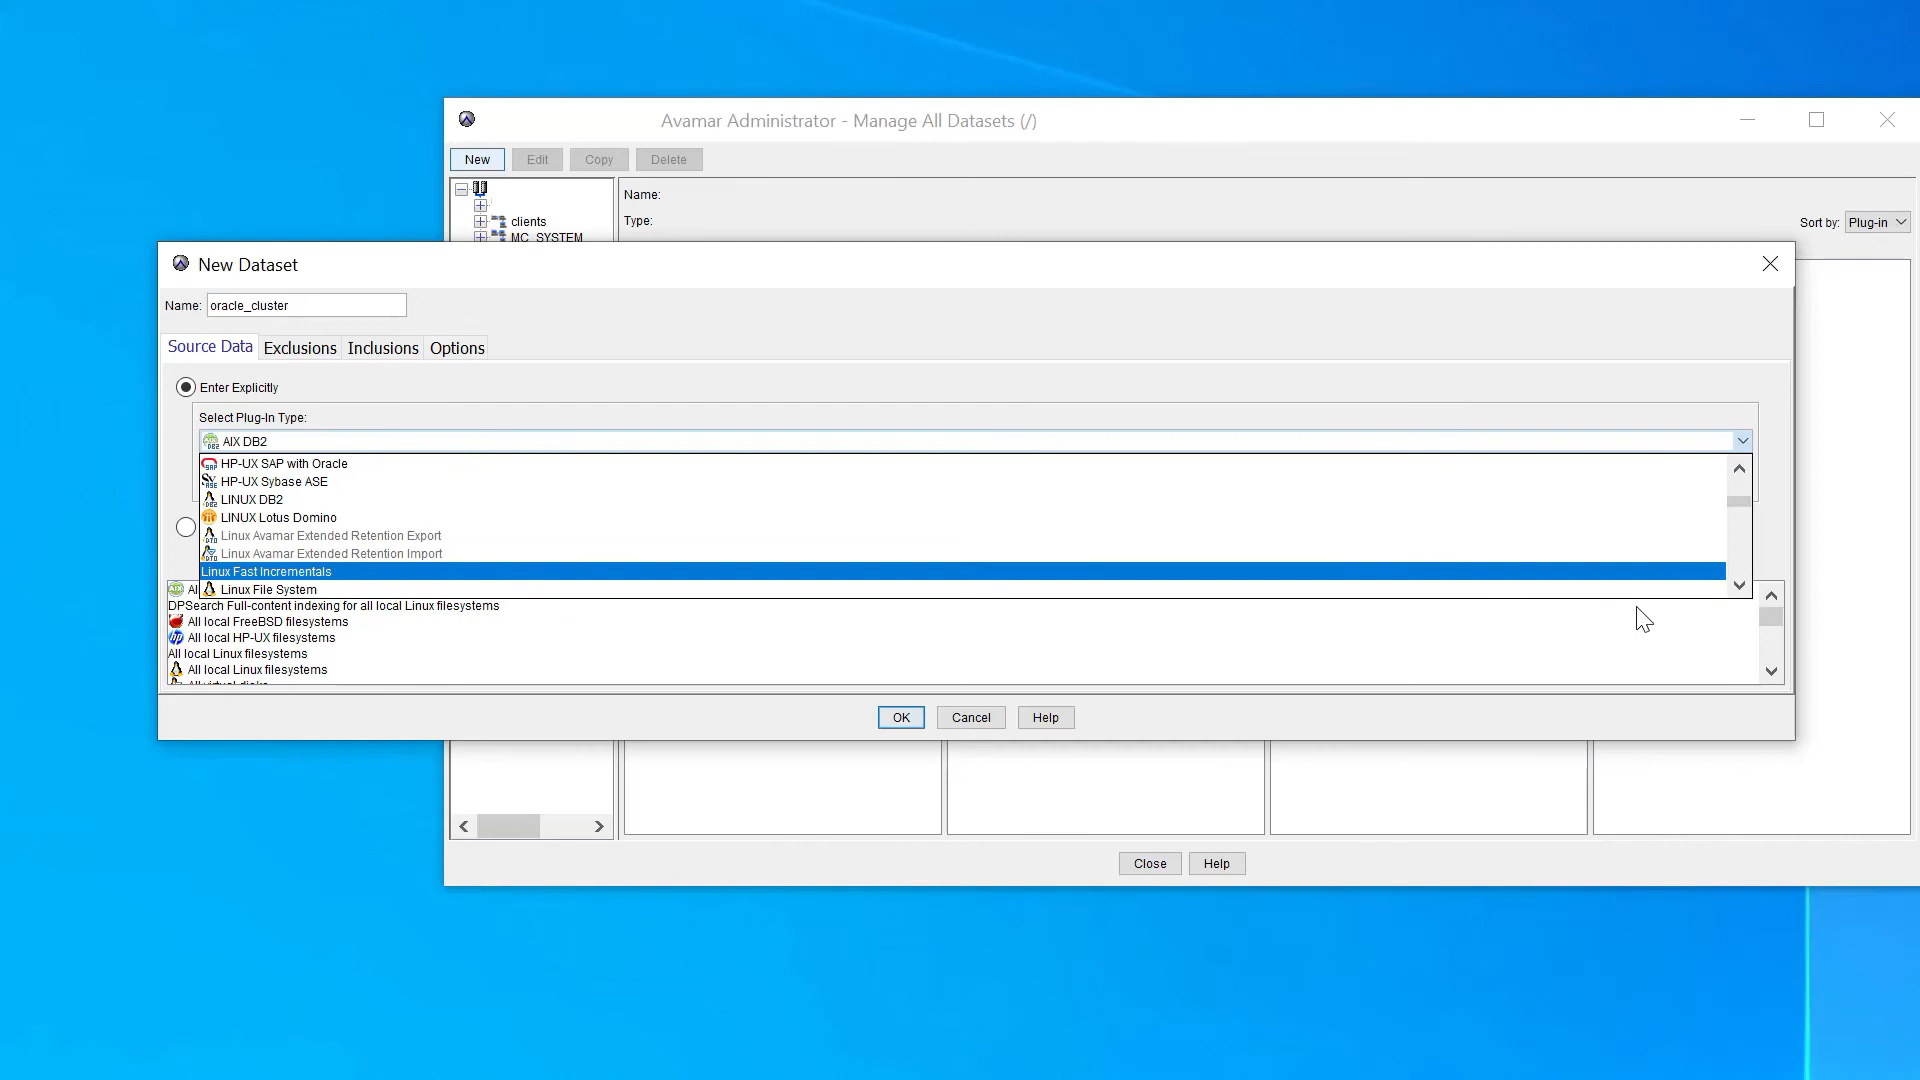 Avamar Administrator - Manage All Datasets (/)
New Edit Copy Delete
Name:
clients
Type:
Sort by: Plug-in
MC_SYSTEM
New Dataset
Name: oracle_cluster
Source Data Exclusions Inclusions Options
Enter Explicitly
Select Plug-In Type:
AIX DB2
HP-UX SAP with Oracle
HP-UX Sybase ASE
LINUX DB2
LINUX Lotus Domino
Linux Avamar Extended Retention Export
Linux Avamar Extended Retention Import
Linux Fast Incrementals
Linux File System
DPSearch Full-content indexing for all local Linux filesystems
All local FreeBSD filesystems
All local HP-UX filesystems
All local Linux filesystems
All local Linux filesystems
OK Cancel Help
Close Help